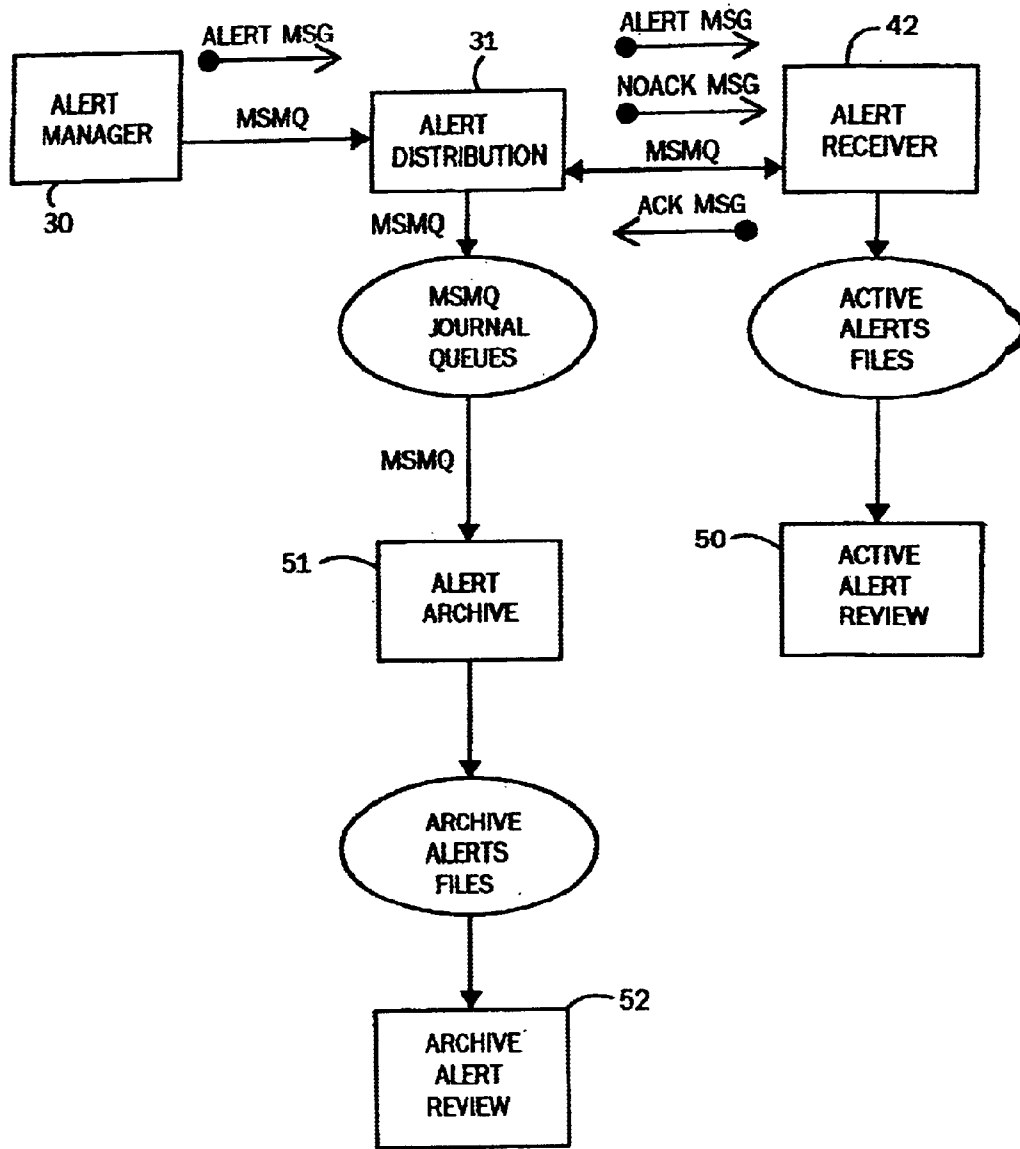 ALERT MSG
31
ALERT MSG
42
NOACK MSG
ALERT
MANAGER
MSMQ
ALERT
DISTRIBUTION
MSMQ
ALERT
RECEIVER
30
ACK MSG
MSMQ
MSMQ
JOURNAL
QUEUES
ACTIVE
ALERTS
FILES
MSMQ
51
ALERT
ARCHIVE
50
ACTIVE
ALERT
REVIEW
ARCHIVE
ALERTS
FILES
52
ARCHIVE
ALERT
REVIEW